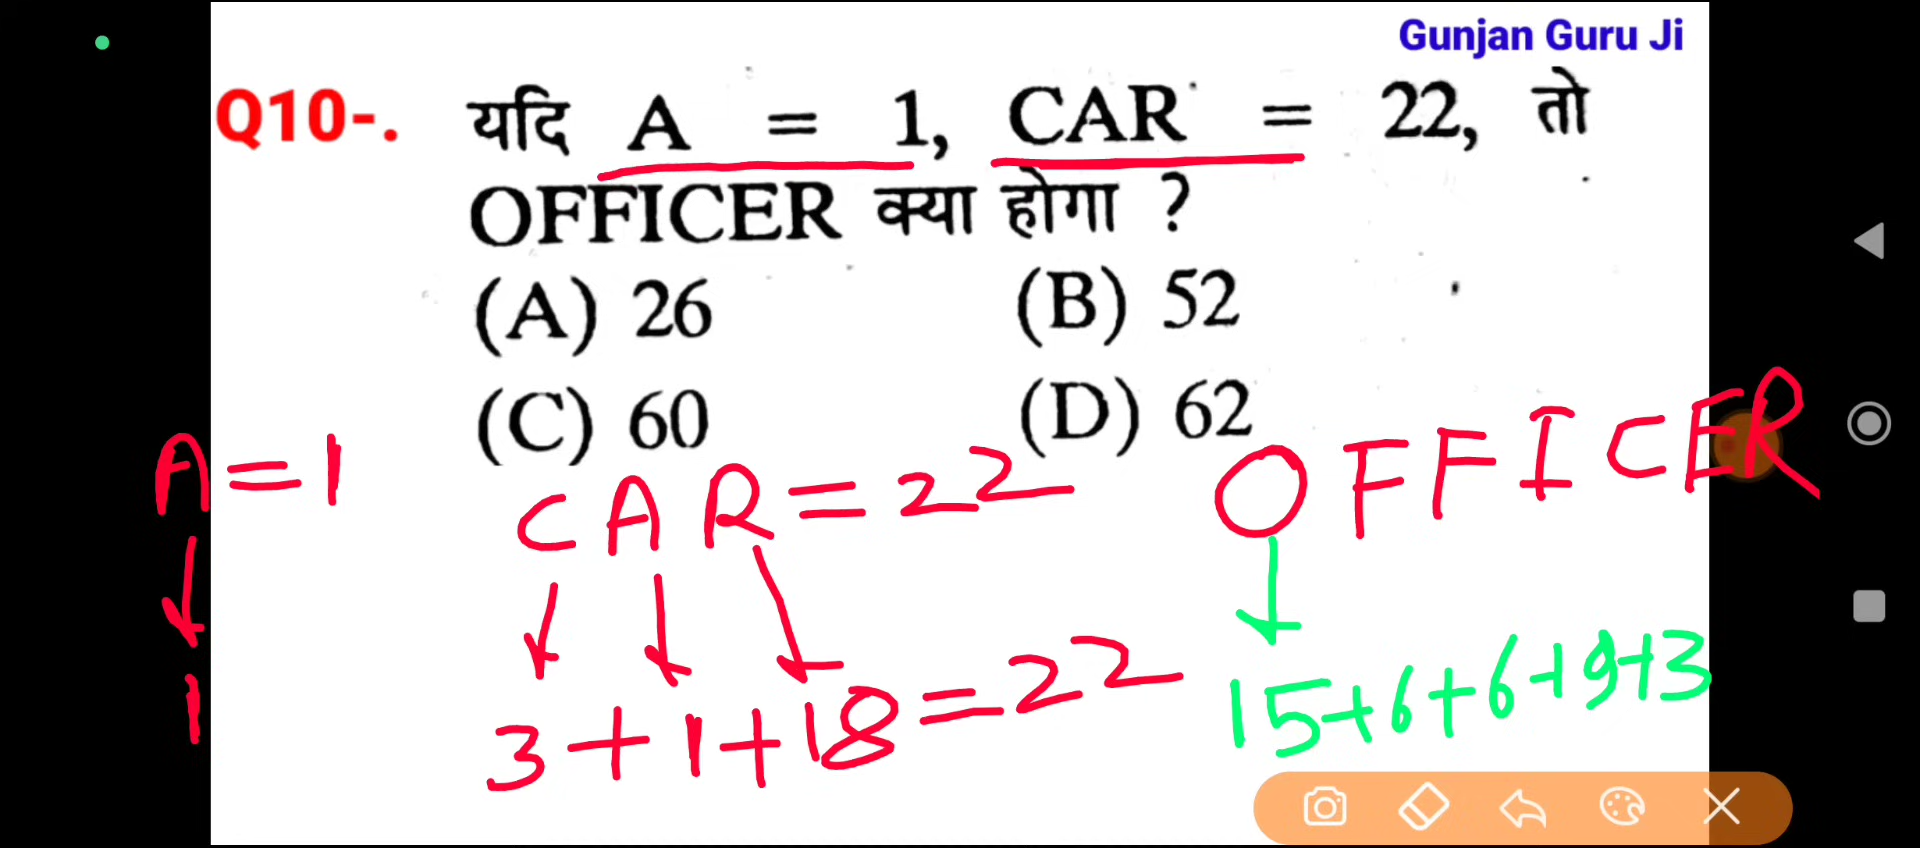 Gunjan Guru Ji
Q10-. यदि A = 1, CAR = 22, तो
OFFICER क्या होगा ?
(A) 26 (B) 52
(C) 60 (D) 62
A=1 CAR=22 OFFICER
1 3+1+18=22 15+6+6+9+3